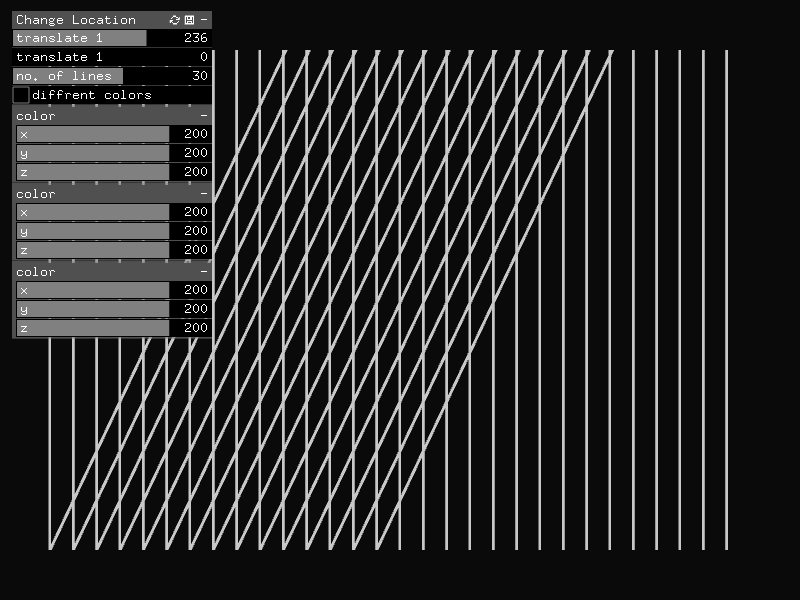 Change Location
translate 1 236
translate 1 0
no. of lines 30
diffrent colors
color
x 200
y 200
z 200
color
x 200
y 200
z 200
color
x 200
y 200
z 200